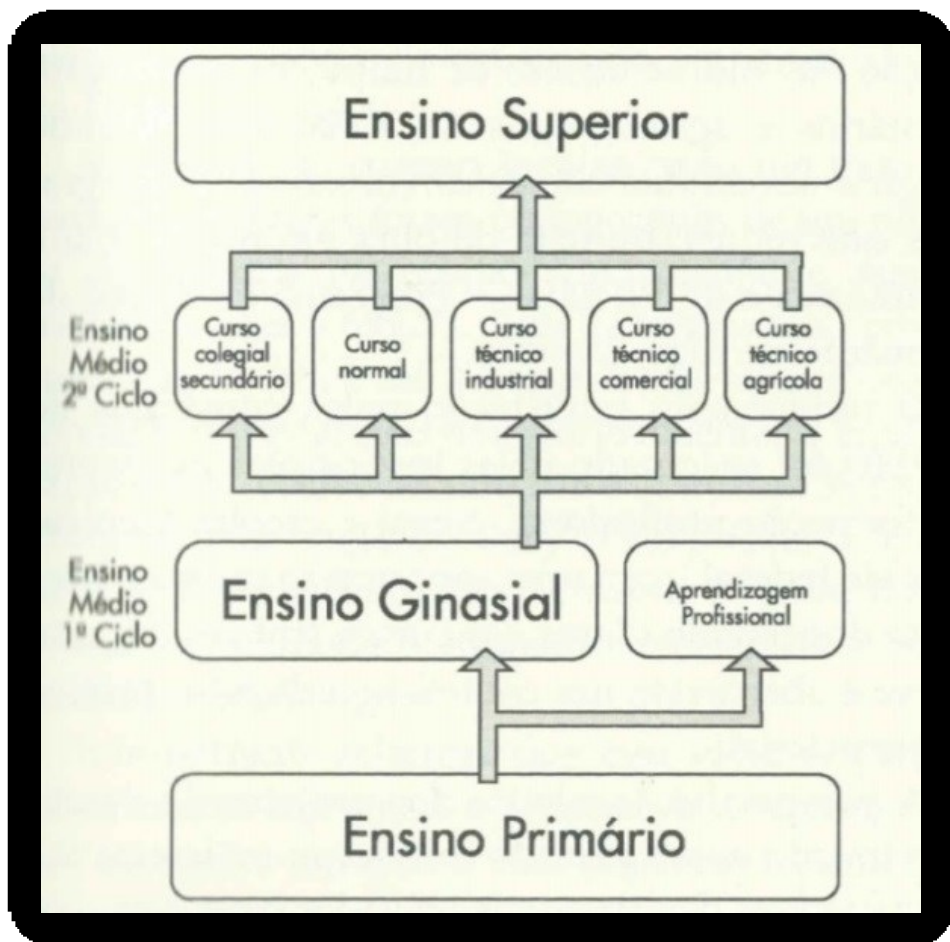 Ensino Superior
Ensino
Médio
2º Ciclo
Curso
colegial
secundário
Curso
normal
Curso
técnico
industrial
Curso
técnico
comercial
Curso
técnico
agrícola
Ensino
Médio
1º Ciclo
Ensino Ginasial
Aprendizagem
Profissional
Ensino Primário